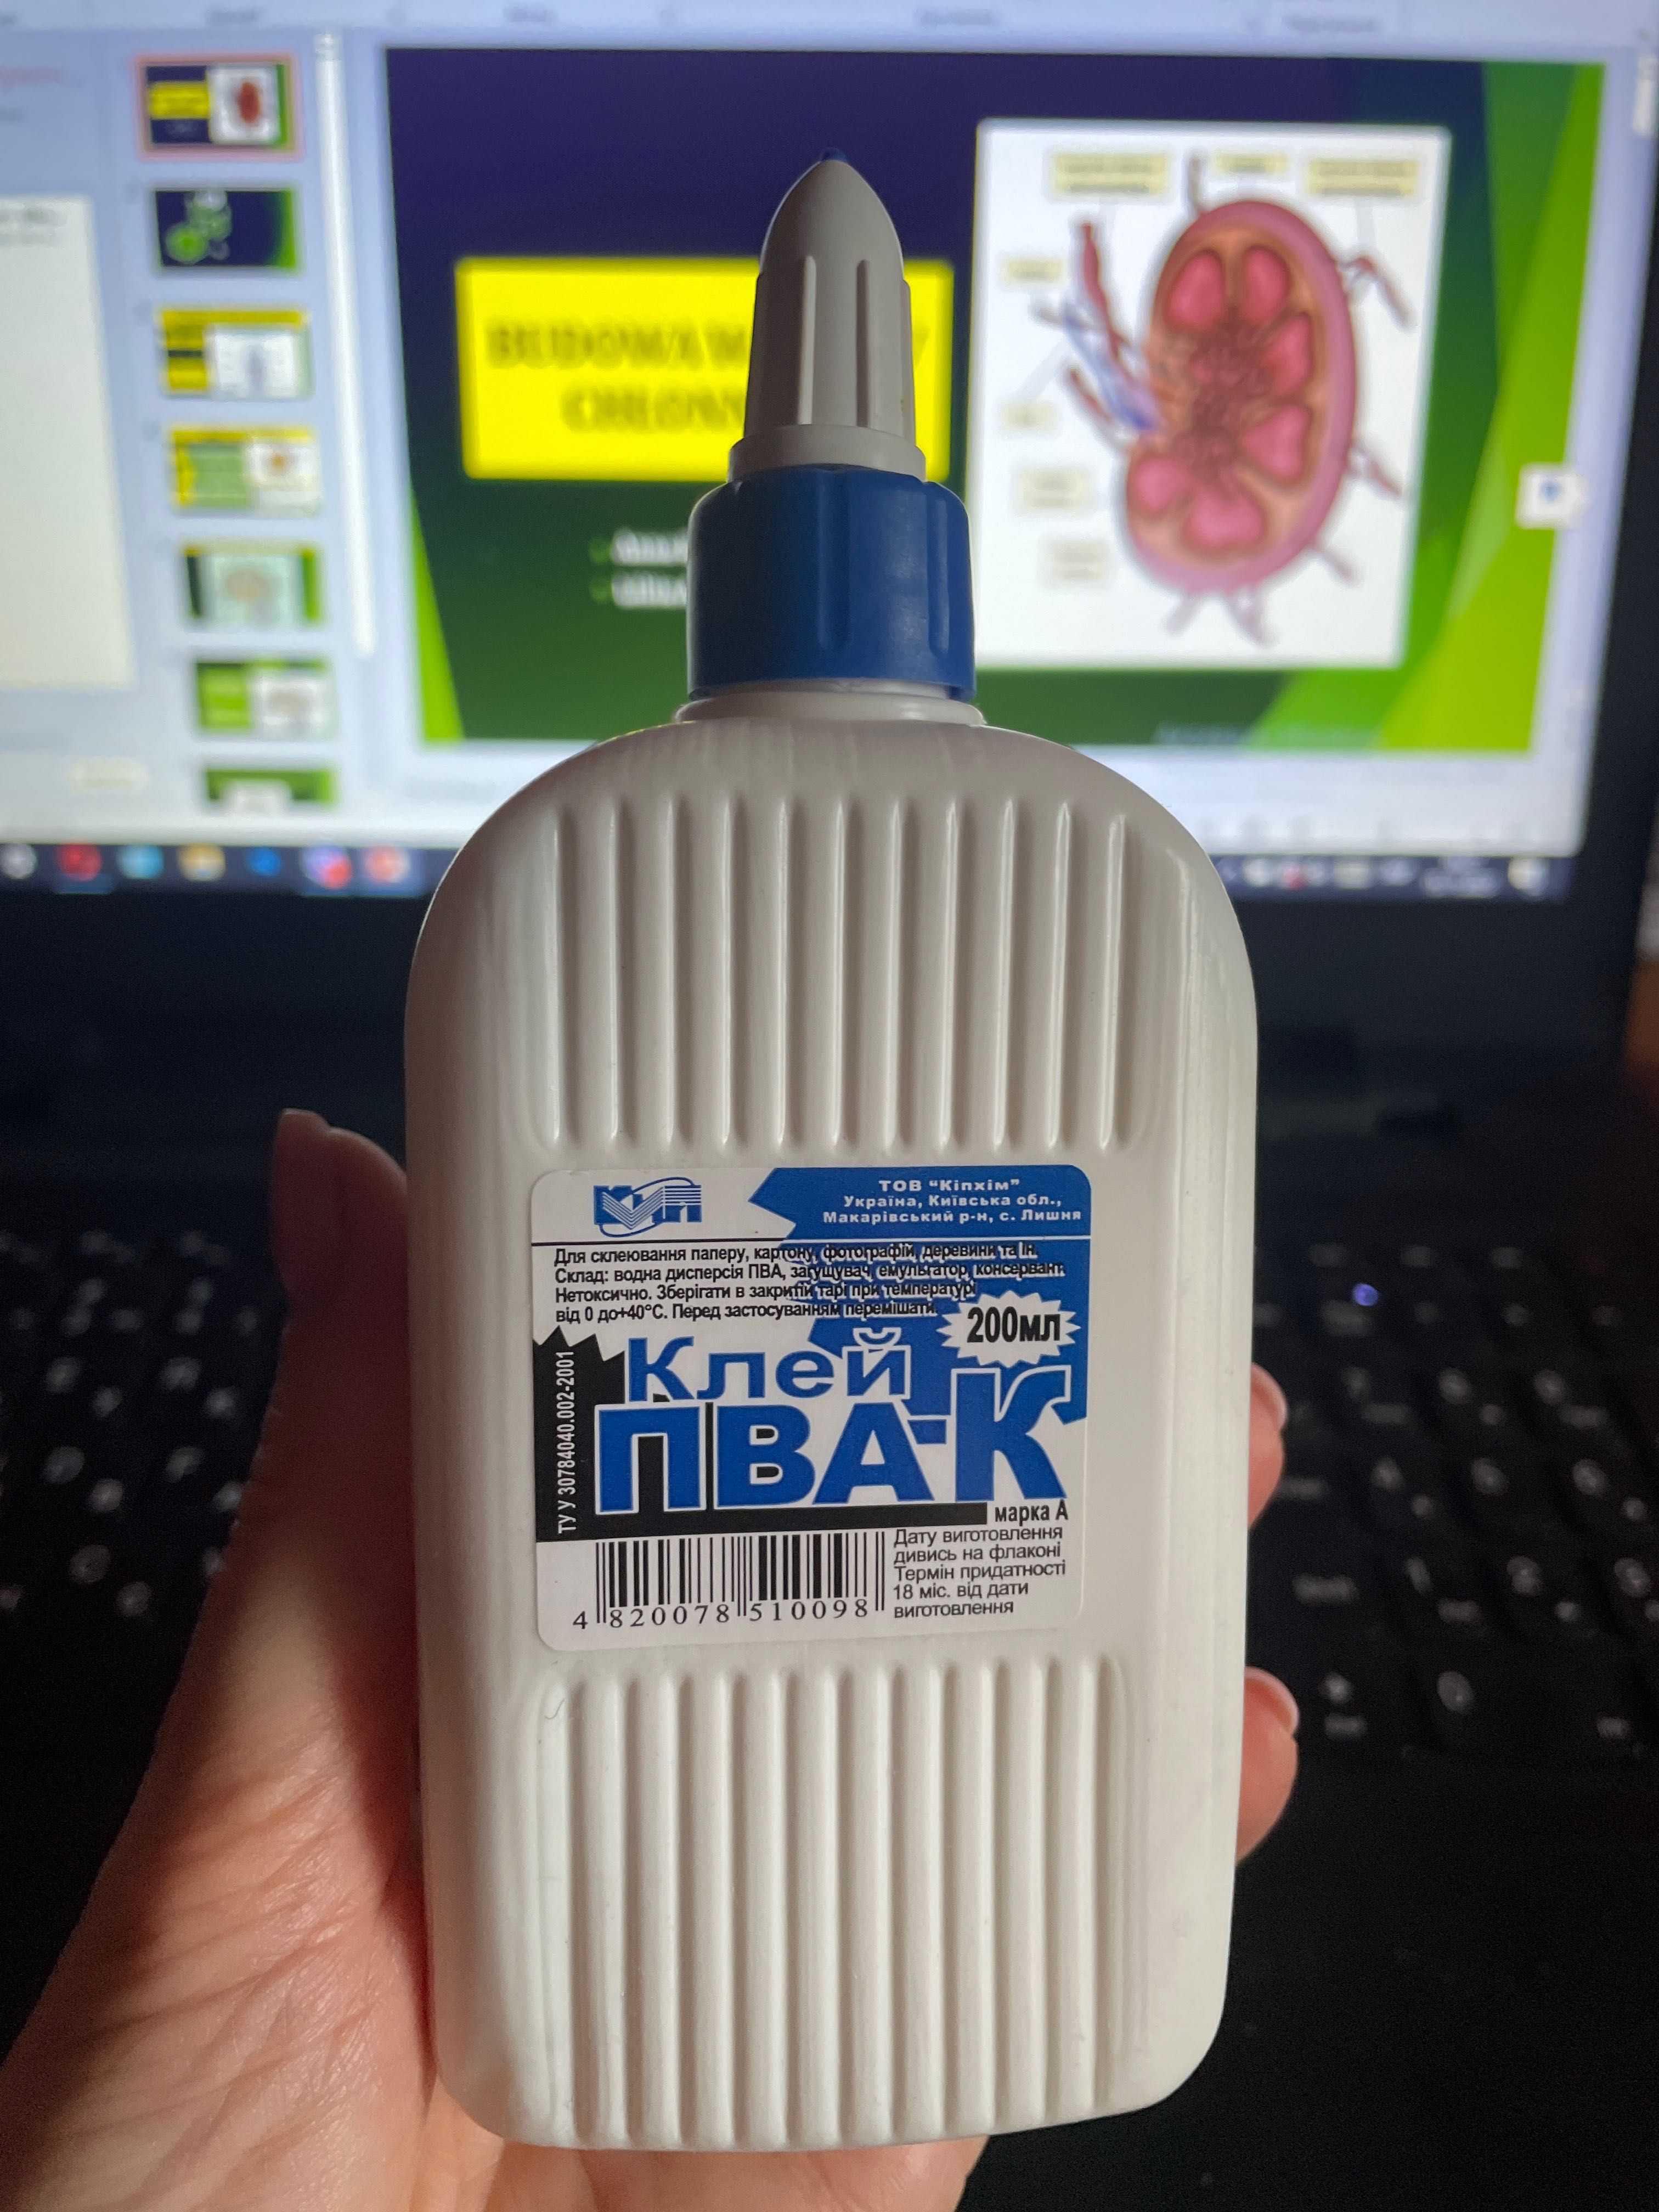 КИП
ТОВ “Кіпхім”
Україна, Київська обл.,
Макарівський р-н, с. Лишня
Для склеювання паперу, картону, фотографій, деревини та ін.
Склад: водна дисперсія ПВА, загущувач, емульгатор, консервант.
Нетоксично. Зберігати в закритій тарі при температурі
від 0 до+40°С. Перед застосуванням перемішати.
200мл
Клей
ПВА-К
марка А
ТУ У 30784040.002-2001
Дату виготовлення
дивись на флаконі
Термін придатності
18 міс. від дати
виготовлення
4 820078 510098
BUDOWA